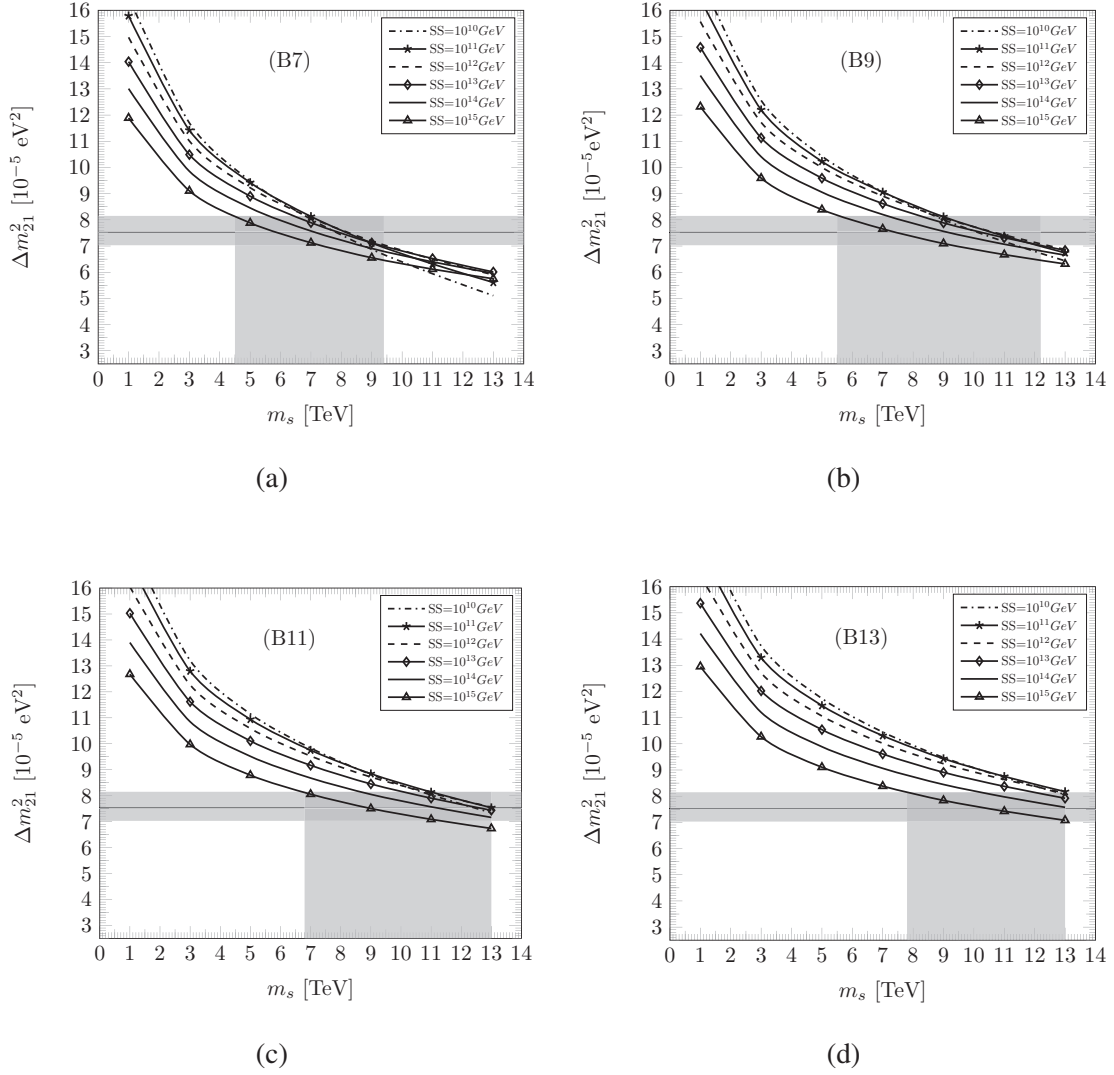 16
15
14
13
12
11
10
9
8
7
6
5
4
3
Δm²₂₁ [10⁻⁵ eV²]
(B7)
SS=10¹⁰GeV
SS=10¹¹GeV
SS=10¹²GeV
SS=10¹³GeV
SS=10¹⁴GeV
SS=10¹⁵GeV
0 1 2 3 4 5 6 7 8 9 10 11 12 13 14
mₛ [TeV]
(a)
16
15
14
13
12
11
10
9
8
7
6
5
4
3
Δm²₂₁ [10⁻⁵eV²]
(B9)
SS=10¹⁰GeV
SS=10¹¹GeV
SS=10¹²GeV
SS=10¹³GeV
SS=10¹⁴GeV
SS=10¹⁵GeV
0 1 2 3 4 5 6 7 8 9 10 11 12 13 14
mₛ [TeV]
(b)
16
15
14
13
12
11
10
9
8
7
6
5
4
3
Δm²₂₁ [10⁻⁵ eV²]
(B11)
SS=10¹⁰GeV
SS=10¹¹GeV
SS=10¹²GeV
SS=10¹³GeV
SS=10¹⁴GeV
SS=10¹⁵GeV
0 1 2 3 4 5 6 7 8 9 10 11 12 13 14
mₛ [TeV]
(c)
16
15
14
13
12
11
10
9
8
7
6
5
4
3
Δm²₂₁ [10⁻⁵ eV²]
(B13)
SS=10¹⁰GeV
SS=10¹¹GeV
SS=10¹²GeV
SS=10¹³GeV
SS=10¹⁴GeV
SS=10¹⁵GeV
0 1 2 3 4 5 6 7 8 9 10 11 12 13 14
mₛ [TeV]
(d)